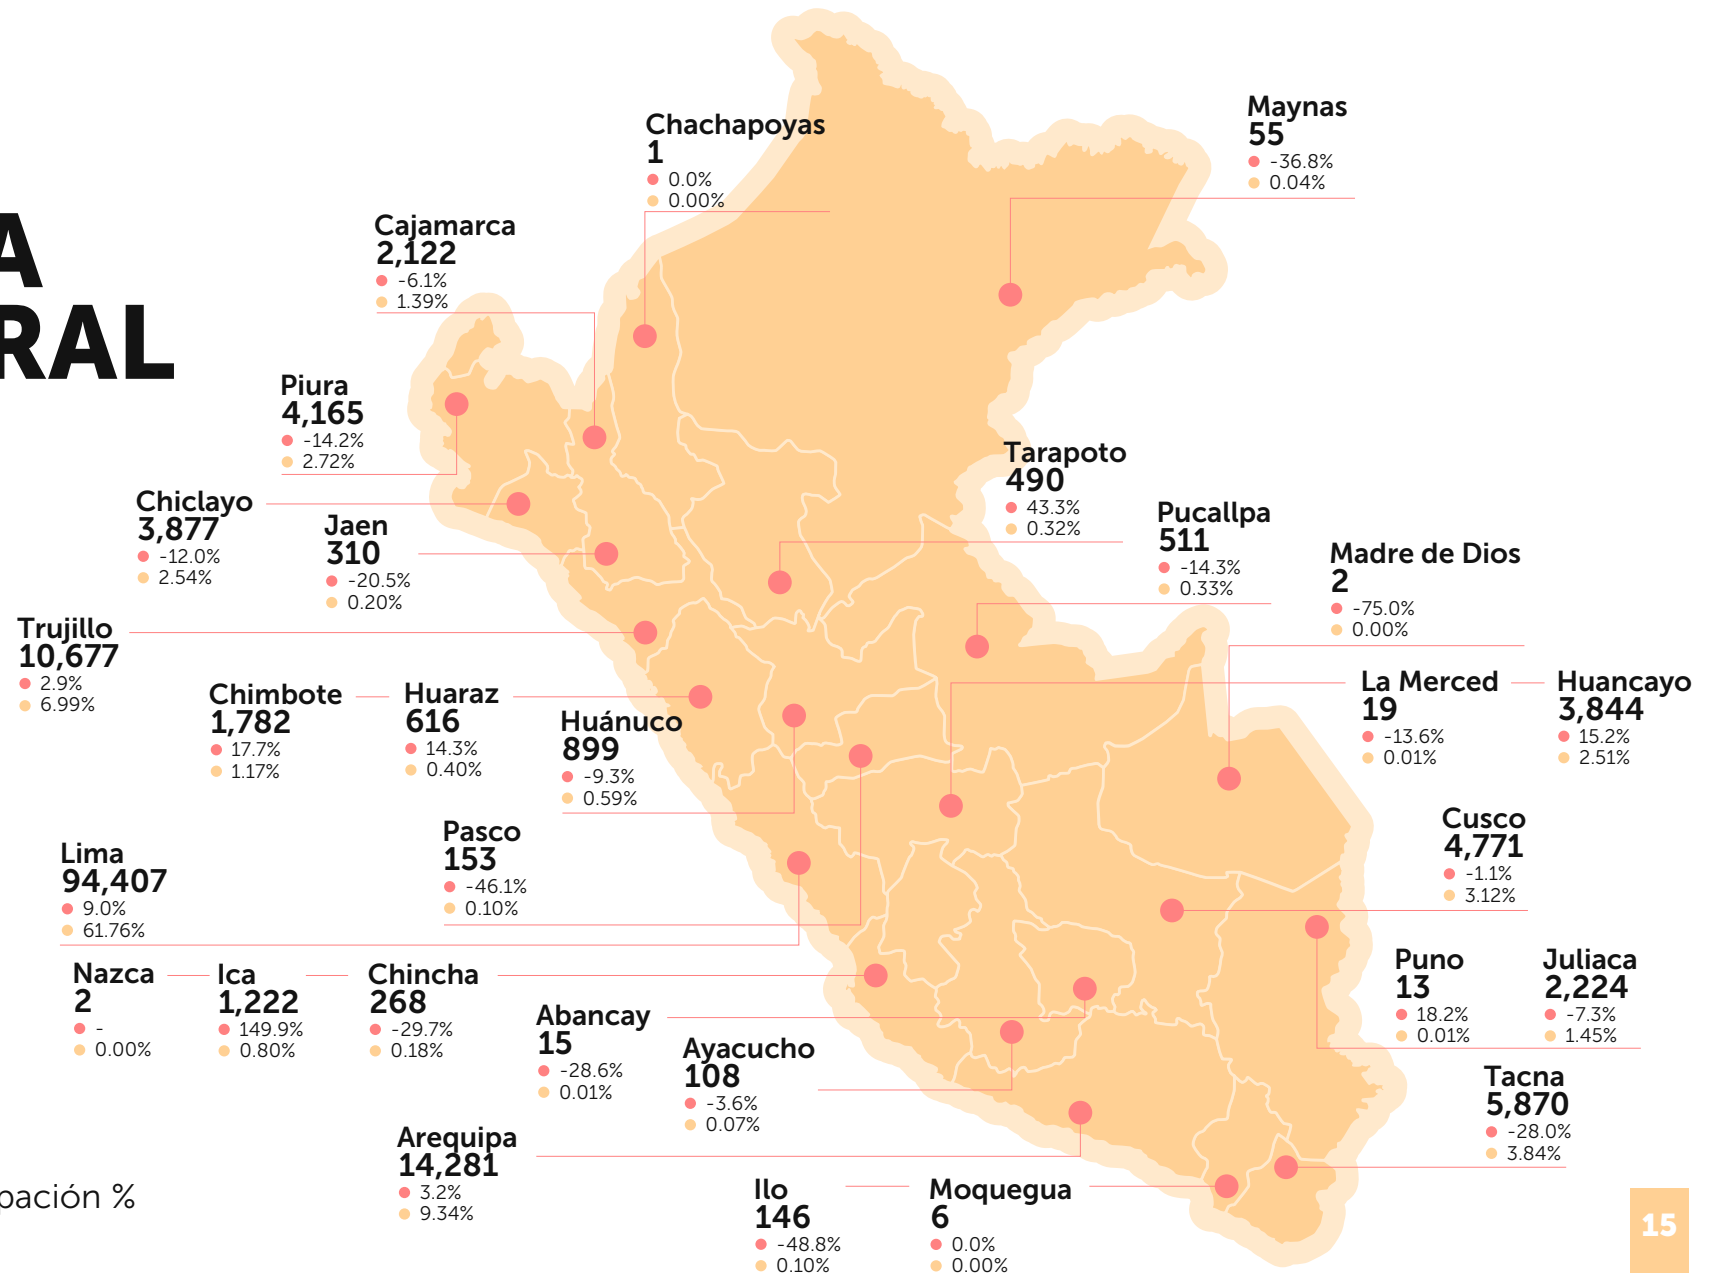 A
RAL
Chachapoyas
1
0.0%
0.00%
Maynas
55
-36.8%
0.04%
Cajamarca
2,122
-6.1%
1.39%
Piura
4,165
-14.2%
2.72%
Tarapoto
490
43.3%
0.32%
Chiclayo
3,877
-12.0%
2.54%
Jaen
310
-20.5%
0.20%
Pucallpa
511
-14.3%
0.33%
Madre de Dios
2
-75.0%
0.00%
Trujillo
10,677
2.9%
6.99%
Chimbote
1,782
17.7%
1.17%
Huaraz
616
14.3%
0.40%
Huánuco
899
-9.3%
0.59%
La Merced
19
-13.6%
0.01%
Huancayo
3,844
15.2%
2.51%
Pasco
153
-46.1%
0.10%
Cusco
4,771
-1.1%
3.12%
Lima
94,407
9.0%
61.76%
Nazca
2
-
0.00%
Ica
1,222
149.9%
0.80%
Chincha
268
-29.7%
0.18%
Puno
13
18.2%
0.01%
Juliaca
2,224
-7.3%
1.45%
Abancay
15
-28.6%
0.01%
Ayacucho
108
-3.6%
0.07%
Tacna
5,870
-28.0%
3.84%
Arequipa
14,281
3.2%
9.34%
Ilo
146
-48.8%
0.10%
Moquegua
6
0.0%
0.00%
pación %
15